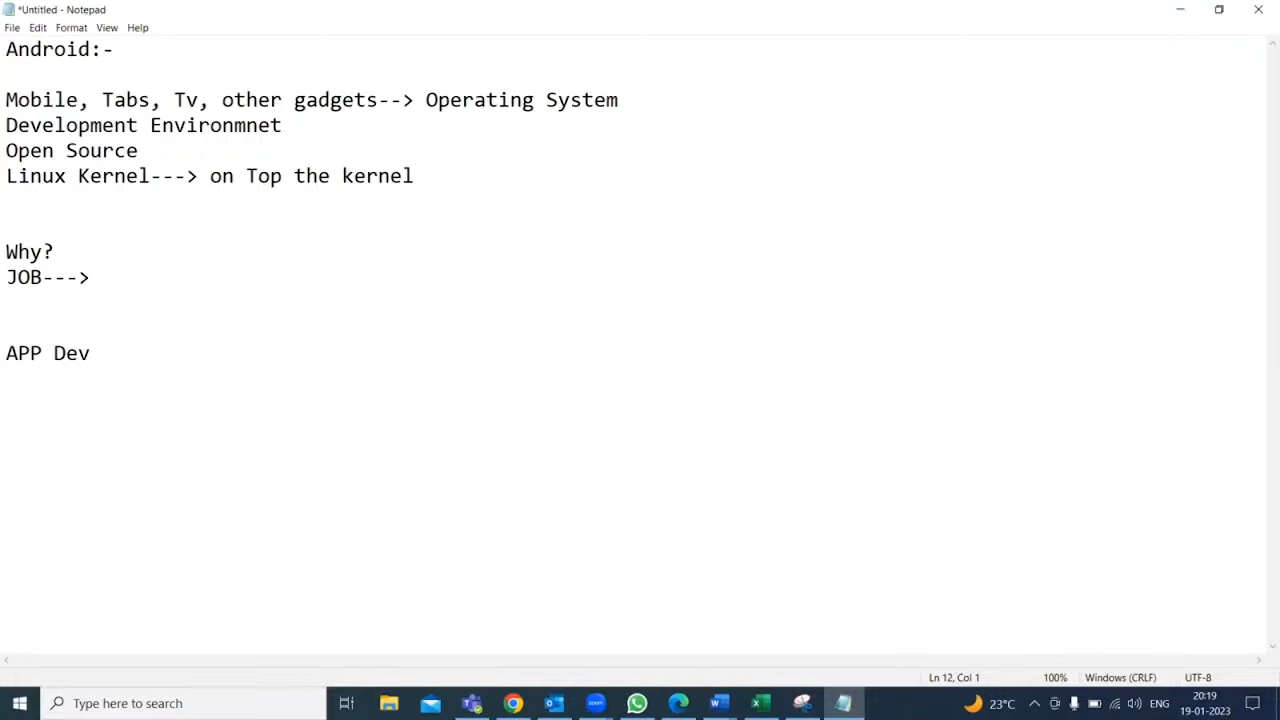 *Untitled - Notepad
File Edit Format View Help
Android:-
Mobile, Tabs, Tv, other gadgets--> Operating System
Development Environmnet
Open Source
Linux Kernel---> on Top the kernel
Why?
JOB--->
APP Dev
Ln 12, Col 1 100% Windows (CRLF) UTF-8
Type here to search
zoom
23°C
ENG
20:19
19-01-2023